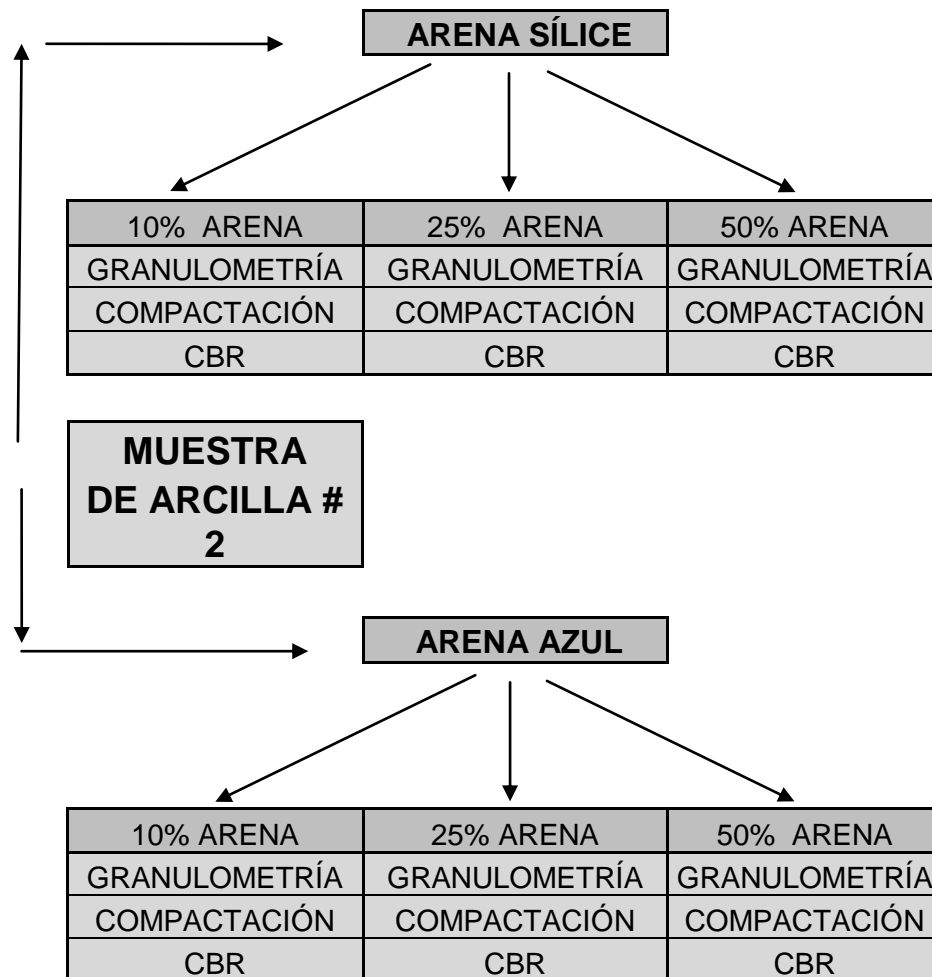 ARENA SÍLICE
10% ARENA 25% ARENA 50% ARENA
GRANULOMETRÍA GRANULOMETRÍA GRANULOMETRÍA
COMPACTACIÓN COMPACTACIÓN COMPACTACIÓN
CBR CBR CBR
MUESTRA
DE ARCILLA #
2
ARENA AZUL
10% ARENA 25% ARENA 50% ARENA
GRANULOMETRÍA GRANULOMETRÍA GRANULOMETRÍA
COMPACTACIÓN COMPACTACIÓN COMPACTACIÓN
CBR CBR CBR